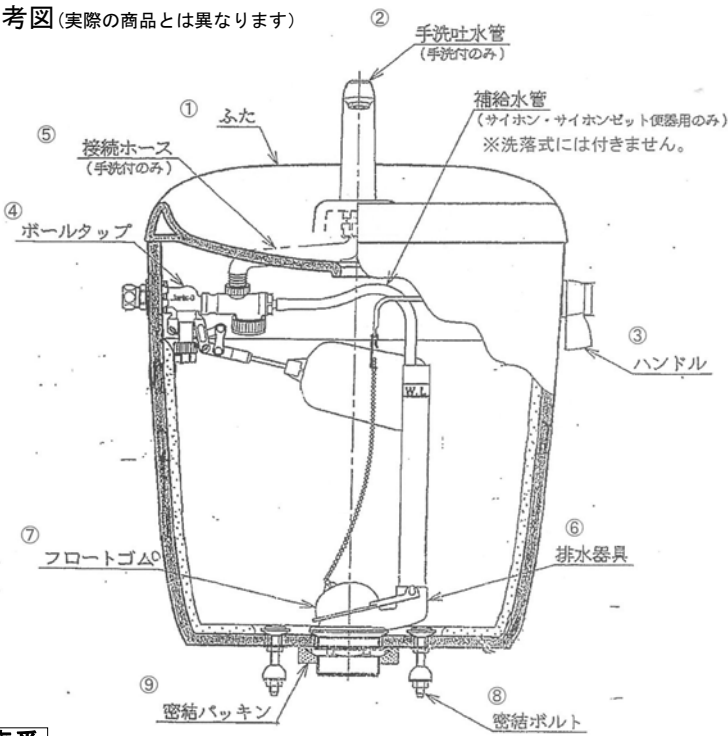 考図(実際の商品とは異なります)
②
手洗吐水管
(手洗付のみ)
①
ふた
補給水管
(サイホン・サイホンゼット便器用のみ)
※洗落式には付きません。
⑤
接続ホース
(手洗付のみ)
④
ボールタップ
③
ハンドル
W.L
⑦
フロートゴム
⑥
排水器具
⑨
密結パッキン
⑧
密結ボルト